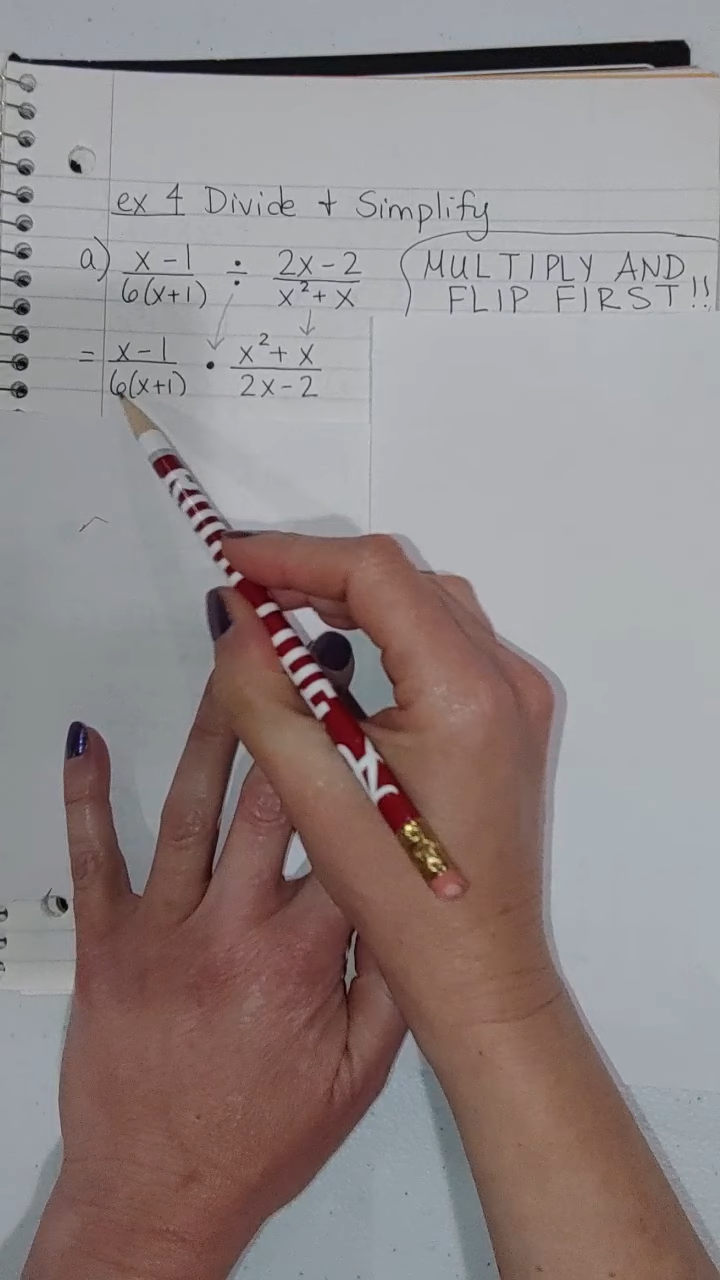 ex 4 Divide + Simplify
a) x-1 / 6(x+1) ÷ 2x-2 / x²+x
MULTIPLY AND
FLIP FIRST!!
= x-1 / 6(x+1) • x²+x / 2x-2